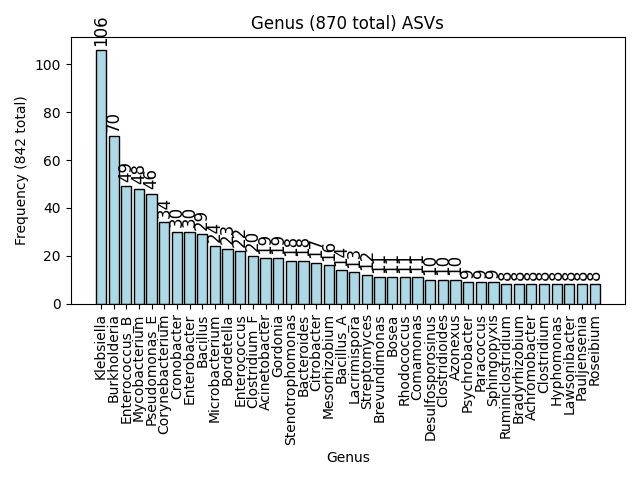 Genus (870 total) ASVs
Frequency (842 total)
100
80
60
40
20
0
106
70
49
48
46
34
30
30
29
24
23
22
20
19
19
18
18
17
16
14
13
12
11
11
11
11
10
10
10
9
9
9
8
8
8
8
8
8
8
8
Klebsiella
Burkholderia
Enterococcus_B
Mycobacterium
Pseudomonas_E
Corynebacterium
Cronobacter
Enterobacter
Bacillus
Microbacterium
Bordetella
Enterococcus
Clostridium_F
Acinetobacter
Gordonia
Stenotrophomonas
Bacteroides
Citrobacter
Mesorhizobium
Bacillus_A
Lacrimispora
Streptomyces
Brevundimonas
Bosea
Rhodococcus
Comamonas
Desulfosporosinus
Clostridioides
Azonexus
Psychrobacter
Paracoccus
Sphingopyxis
Ruminiclostridium
Bradyrhizobium
Achromobacter
Clostridium
Hyphomonas
Lawsonibacter
Pauljensenia
Roseibium
Genus